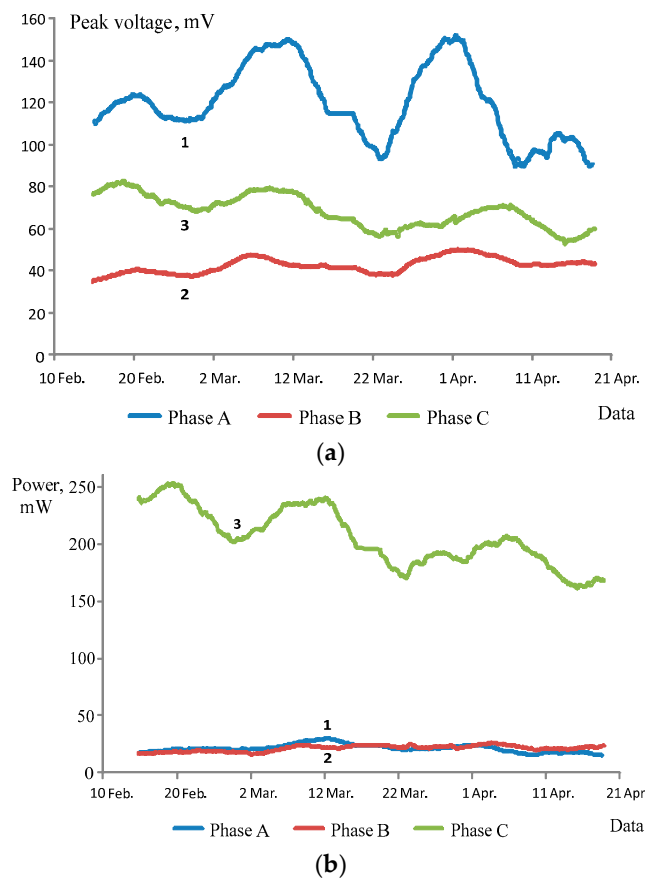 Peak voltage, mV
160
140
120
100
80
60
40
20
0
1
3
2
10 Feb. 20 Feb. 2 Mar. 12 Mar. 22 Mar. 1 Apr. 11 Apr. 21 Apr.
Phase A Phase B Phase C Data
(a)
Power, mW
250
200
150
100
50
0
3
1
2
10 Feb. 20 Feb. 2 Mar. 12 Mar. 22 Mar. 1 Apr. 11 Apr. 21 Apr.
Phase A Phase B Phase C Data
(b)